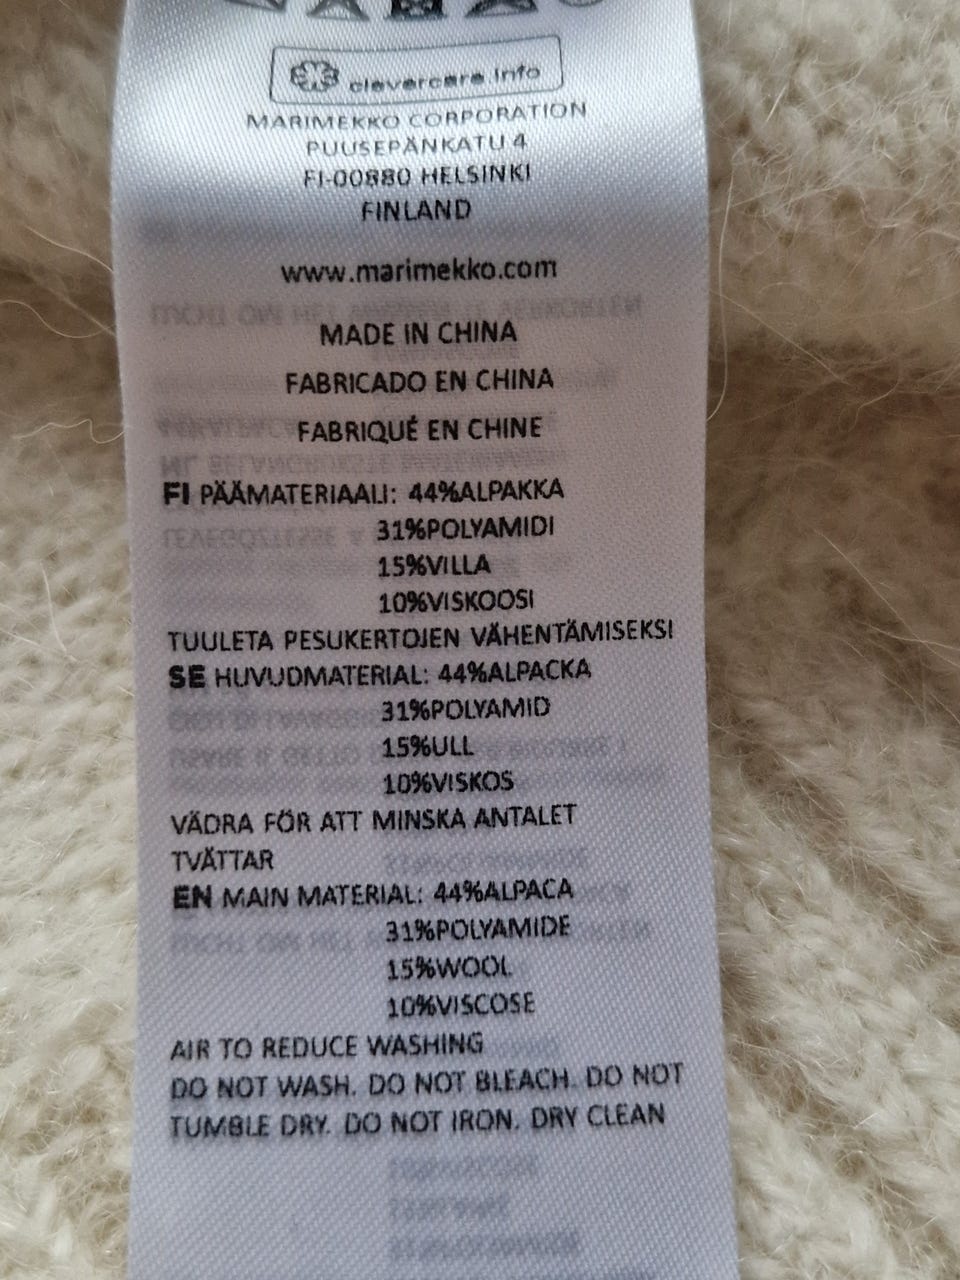 clevercare.info
MARIMEKKO CORPORATION
PUUSEPÄNKATU 4
FI-00880 HELSINKI
FINLAND
www.marimekko.com
MADE IN CHINA
FABRICADO EN CHINA
FABRIQUÉ EN CHINE
FI PÄÄMATERIAALI: 44%ALPAKKA
31%POLYAMIDI
15%VILLA
10%VISKOOSI
TUULETA PESUKERTOJEN VÄHENTÄMISEKSI
SE HUVUDMATERIAL: 44%ALPACKA
31%POLYAMID
15%ULL
10%VISKOS
VÄDRA FÖR ATT MINSKA ANTALET
TVÄTTAR
EN MAIN MATERIAL: 44%ALPACA
31%POLYAMIDE
15%WOOL
10%VISCOSE
AIR TO REDUCE WASHING
DO NOT WASH. DO NOT BLEACH. DO NOT
TUMBLE DRY. DO NOT IRON. DRY CLEAN